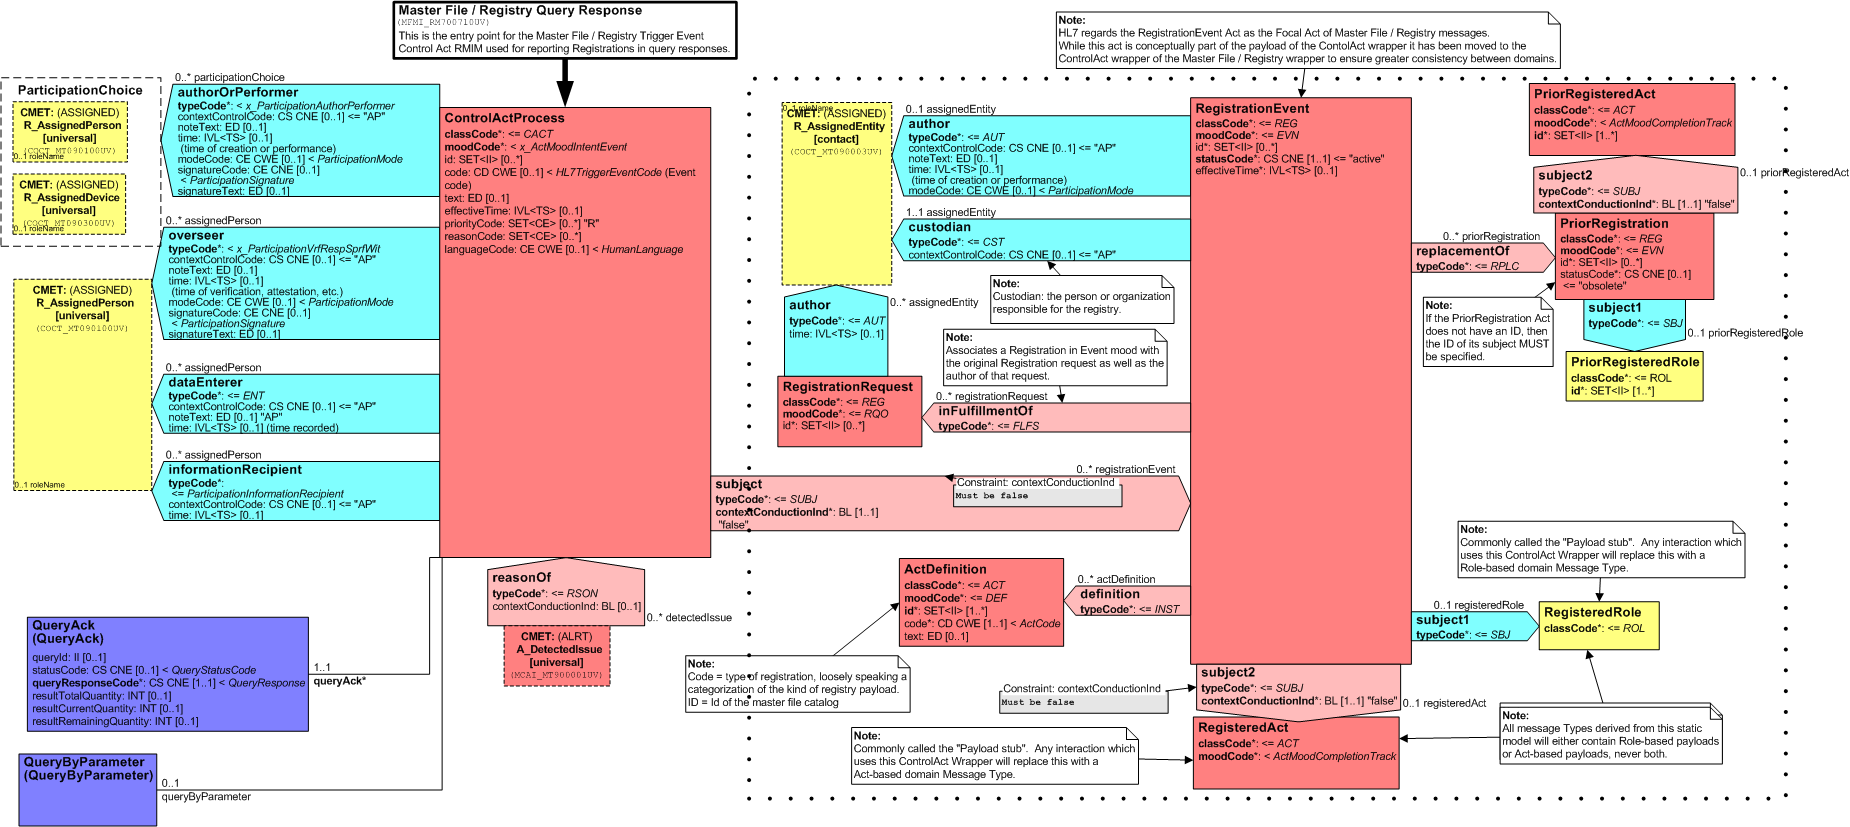 Master File / Registry Query Response
(MFMI_RM700710UV)
This is the entry point for the Master File / Registry Trigger Event
Control Act RMIM used for reporting Registrations in query responses.
Note:
HL7 regards the RegistrationEvent Act as the Focal Act of Master File / Registry messages.
While this act is conceptually part of the payload of the ContolAct wrapper it has been moved to the
ControlAct wrapper of the Master File / Registry wrapper to ensure greater consistency between domains.
ParticipationChoice
CMET: (ASSIGNED)
R_AssignedPerson
[universal]
(COCT_MT090100UV)
0..1 roleName
CMET: (ASSIGNED)
R_AssignedDevice
[universal]
(COCT_MT090300UV)
0..1 roleName
0..* participationChoice
authorOrPerformer
typeCode*: < x_ParticipationAuthorPerformer
contextControlCode: CS CNE [0..1] <= "AP"
noteText: ED [0..1]
time: IVL<TS> [0..1]
(time of creation or performance)
modeCode: CE CWE [0..1] < ParticipationMode
signatureCode: CE CNE [0..1]
< ParticipationSignature
signatureText: ED [0..1]
0..* assignedPerson
overseer
typeCode*: < x_ParticipationVrfRespSprfWit
contextControlCode: CS CNE [0..1] <= "AP"
noteText: ED [0..1]
time: IVL<TS> [0..1]
(time of verification, attestation, etc.)
modeCode: CE CWE [0..1] < ParticipationMode
signatureCode: CE CNE [0..1]
< ParticipationSignature
signatureText: ED [0..1]
CMET: (ASSIGNED)
R_AssignedPerson
[universal]
(COCT_MT090100UV)
0..1 roleName
0..* assignedPerson
dataEnterer
typeCode*: <= ENT
contextControlCode: CS CNE [0..1] <= "AP"
noteText: ED [0..1] "AP"
time: IVL<TS> [0..1] (time recorded)
0..* assignedPerson
informationRecipient
typeCode*:
<= ParticipationInformationRecipient
contextControlCode: CS CNE [0..1] <= "AP"
time: IVL<TS> [0..1]
ControlActProcess
classCode*: <= CACT
moodCode*: < x_ActMoodIntentEvent
id: SET<II> [0..*]
code: CD CWE [0..1] < HL7TriggerEventCode (Event
code)
text: ED [0..1]
effectiveTime: IVL<TS> [0..1]
priorityCode: SET<CE> [0..*] "R"
reasonCode: SET<CE> [0..*]
languageCode: CE CWE [0..1] < HumanLanguage
QueryAck
(QueryAck)
queryId: II [0..1]
statusCode: CS CNE [0..1] < QueryStatusCode
queryResponseCode*: CS CNE [1..1] < QueryResponse
resultTotalQuantity: INT [0..1]
resultCurrentQuantity: INT [0..1]
resultRemainingQuantity: INT [0..1]
1..1
queryAck*
QueryByParameter
(QueryByParameter)
0..1
queryByParameter
reasonOf
typeCode*: <= RSON
contextConductionInd: BL [0..1]
0..* detectedIssue
CMET: (ALRT)
A_DetectedIssue
[universal]
(MCAI_MT900001UV)
0..* registrationEvent
subject
typeCode*: <= SUBJ
contextConductionInd*: BL [1..1]
"false"
Constraint: contextConductionInd
Must be false
0..1 roleName
CMET: (ASSIGNED)
R_AssignedEntity
[contact]
(COCT_MT090003UV)
0..1 assignedEntity
author
typeCode*: <= AUT
contextControlCode: CS CNE [0..1] <= "AP"
noteText: ED [0..1]
time: IVL<TS> [0..1]
(time of creation or performance)
modeCode: CE CWE [0..1] < ParticipationMode
1..1 assignedEntity
custodian
typeCode*: <= CST
contextControlCode: CS CNE [0..1] <= "AP"
Note:
Custodian: the person or organization
responsible for the registry.
author
typeCode*: <= AUT
time: IVL<TS> [0..1]
0..* assignedEntity
Note:
Associates a Registration in Event mood with
the original Registration request as well as the
author of that request.
RegistrationRequest
classCode*: <= REG
moodCode*: <= RQO
id*: SET<II> [0..*]
0..* registrationRequest
inFulfillmentOf
typeCode*: <= FLFS
RegistrationEvent
classCode*: <= REG
moodCode*: <= EVN
id*: SET<II> [0..*]
statusCode*: CS CNE [1..1] <= "active"
effectiveTime*: IVL<TS> [0..1]
PriorRegisteredAct
classCode*: <= ACT
moodCode*: < ActMoodCompletionTrack
id*: SET<II> [1..*]
0..1 priorRegisteredAct
subject2
typeCode*: <= SUBJ
contextConductionInd*: BL [1..1] "false"
0..* priorRegistration
replacementOf
typeCode*: <= RPLC
PriorRegistration
classCode*: <= REG
moodCode*: <= EVN
id*: SET<II> [0..*]
statusCode*: CS CNE [0..1]
<= "obsolete"
Note:
If the PriorRegistration Act
does not have an ID, then
the ID of its subject MUST
be specified.
subject1
typeCode*: <= SBJ
0..1 priorRegisteredRole
PriorRegisteredRole
classCode*: <= ROL
id*: SET<II> [1..*]
ActDefinition
classCode*: <= ACT
moodCode*: <= DEF
id*: SET<II> [1..*]
code*: CD CWE [1..1] < ActCode
text: ED [0..1]
0..* actDefinition
definition
typeCode*: <= INST
Note:
Code = type of registration, loosely speaking a
categorization of the kind of registry payload.
ID = Id of the master file catalog
Note:
Commonly called the "Payload stub".  Any interaction which
uses this ControlAct Wrapper will replace this with a
Role-based domain Message Type.
0..1 registeredRole
subject1
typeCode*: <= SBJ
RegisteredRole
classCode*: <= ROL
subject2
typeCode*: <= SUBJ
contextConductionInd*: BL [1..1] "false"
0..1 registeredAct
Constraint: contextConductionInd
Must be false
RegisteredAct
classCode*: <= ACT
moodCode*: < ActMoodCompletionTrack
Note:
Commonly called the "Payload stub".  Any interaction which
uses this ControlAct Wrapper will replace this with a
Act-based domain Message Type.
Note:
All message Types derived from this static
model will either contain Role-based payloads
or Act-based payloads, never both.